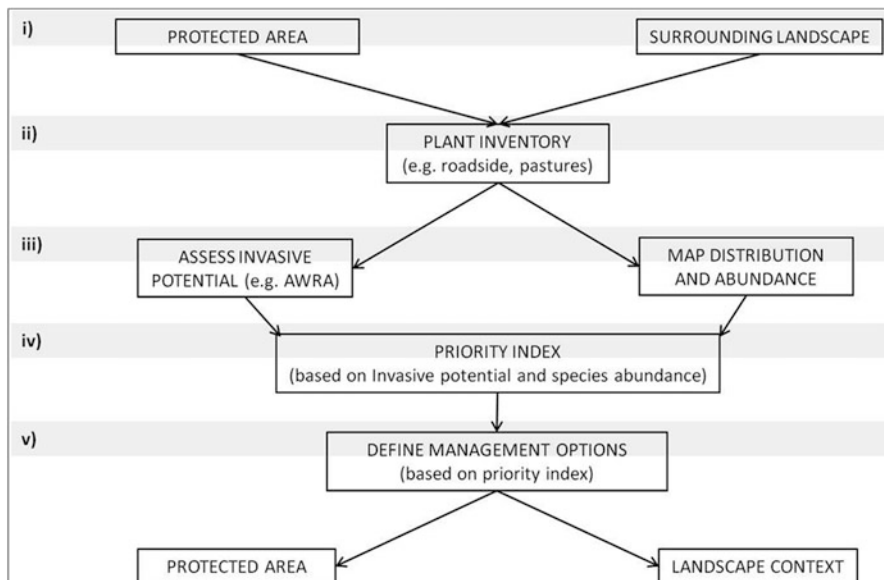 i)
PROTECTED AREA
SURROUNDING LANDSCAPE
ii)
PLANT INVENTORY
(e.g. roadside, pastures)
iii)
ASSESS INVASIVE
POTENTIAL (e.g. AWRA)
MAP DISTRIBUTION
AND ABUNDANCE
iv)
PRIORITY INDEX
(based on Invasive potential and species abundance)
v)
DEFINE MANAGEMENT OPTIONS
(based on priority index)
PROTECTED AREA
LANDSCAPE CONTEXT